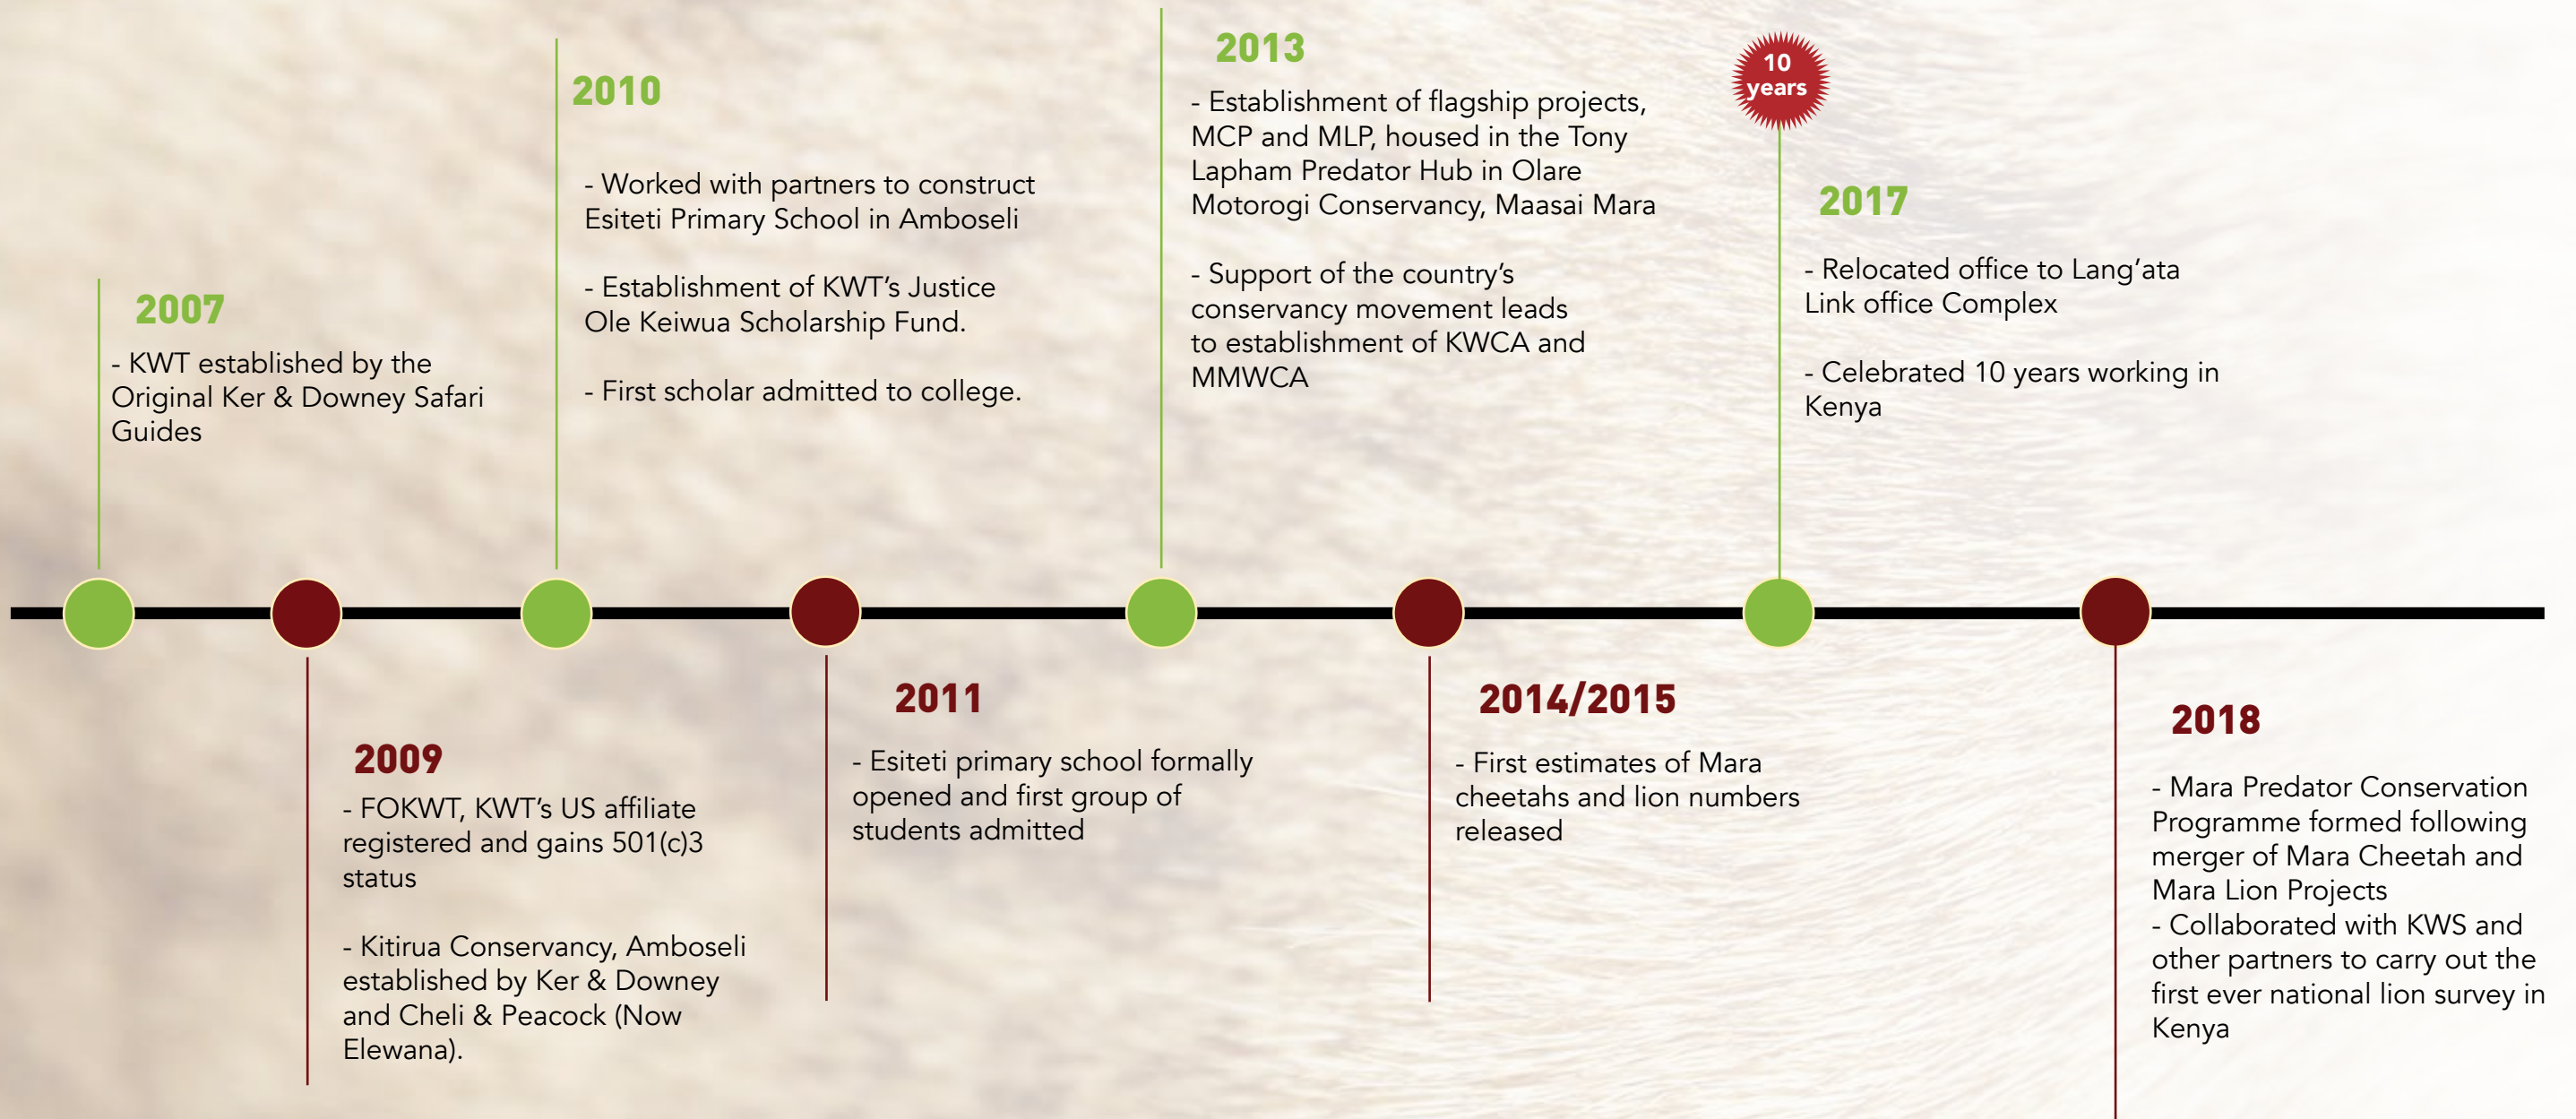 2007
- KWT established by the
Original Ker & Downey Safari
Guides
2009
- FOKWT, KWT’s US affiliate
registered and gains 501(c)3
status
- Kitirua Conservancy, Amboseli
established by Ker & Downey
and Cheli & Peacock (Now
Elewana).
2010
- Worked with partners to construct
Esiteti Primary School in Amboseli
- Establishment of KWT’s Justice
Ole Keiwua Scholarship Fund.
- First scholar admitted to college.
2011
- Esiteti primary school formally
opened and first group of
students admitted
2013
- Establishment of flagship projects,
MCP and MLP, housed in the Tony
Lapham Predator Hub in Olare
Motorogi Conservancy, Maasai Mara
- Support of the country’s
conservancy movement leads
to establishment of KWCA and
MMWCA
2014/2015
- First estimates of Mara
cheetahs and lion numbers
released
10
years
2017
- Relocated office to Lang’ata
Link office Complex
- Celebrated 10 years working in
Kenya
2018
- Mara Predator Conservation
Programme formed following
merger of Mara Cheetah and
Mara Lion Projects
- Collaborated with KWS and
other partners to carry out the
first ever national lion survey in
Kenya